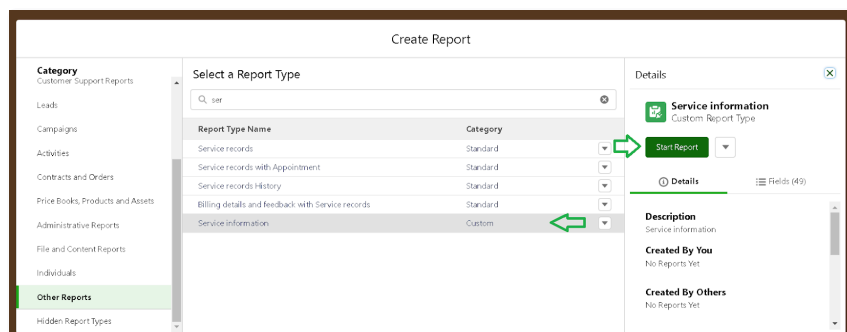 Create Report
Category
Customer Support Reports
Leads
Campaigns
Activities
Contracts and Orders
Price Books, Products and Assets
Administrative Reports
File and Content Reports
Individuals
Other Reports
Hidden Report Types
Select a Report Type
ser
Report Type Name Category
Service records Standard
Service records with Appointment Standard
Service records History Standard
Billing details and feedback with Service records Standard
Service information Custom
Details
Service information
Custom Report Type
Start Report
Details Fields (49)
Description
Service information
Created By You
No Reports Yet
Created By Others
No Reports Yet